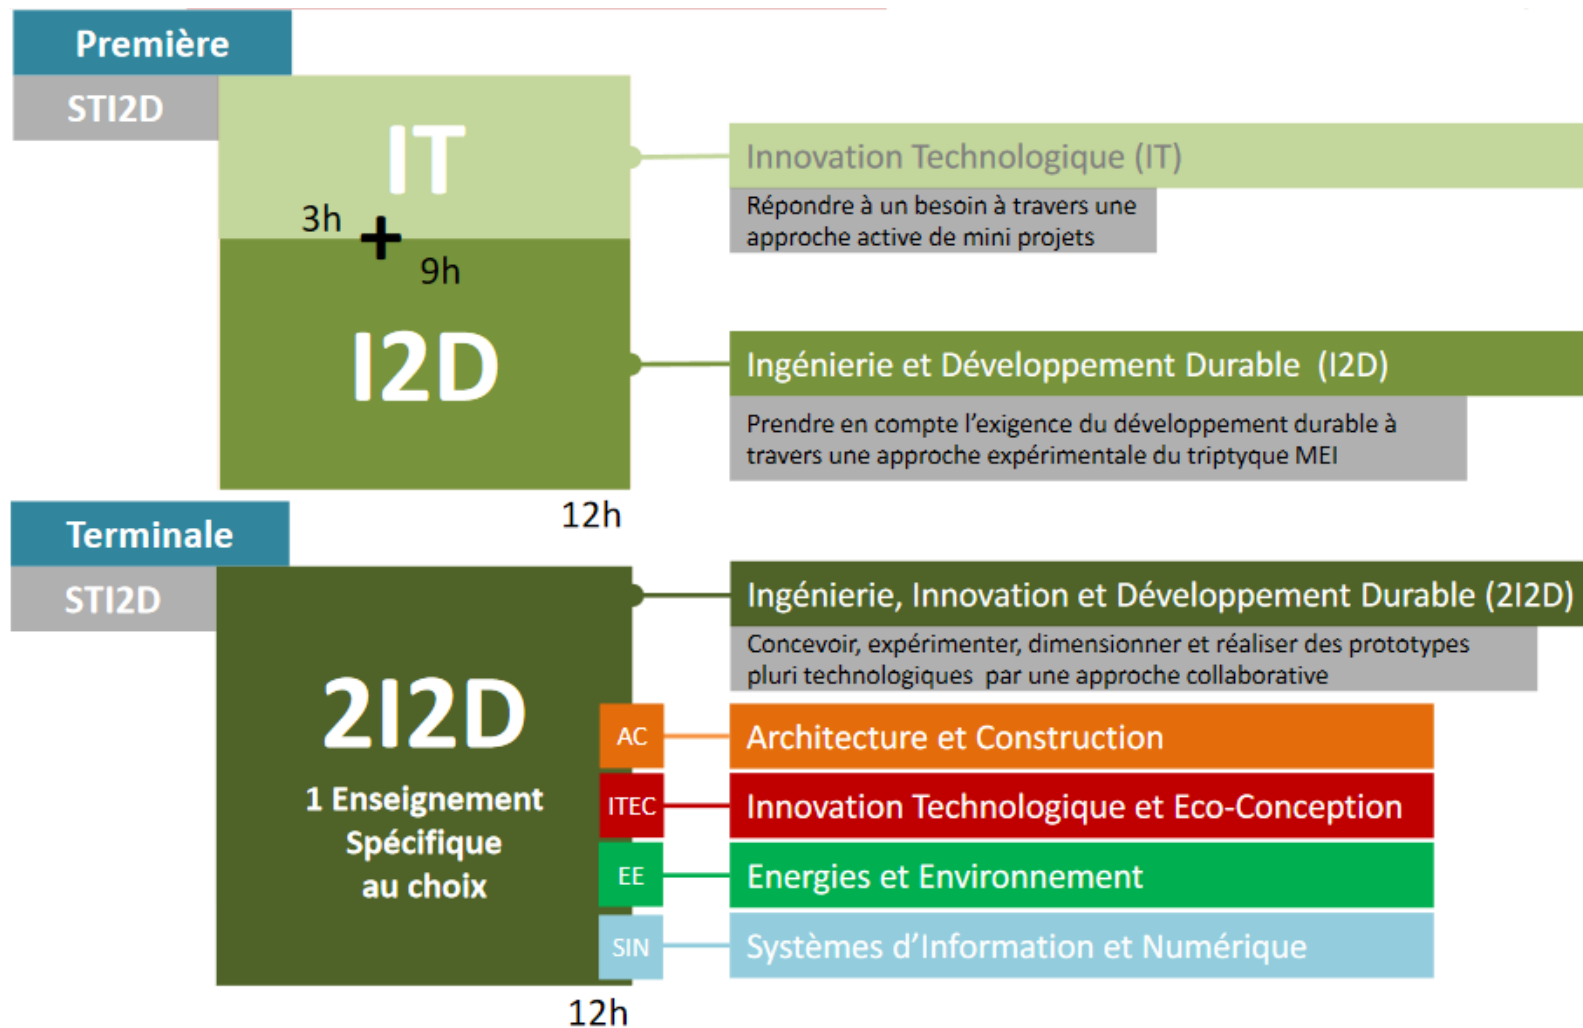 Première
STI2D
IT
3h
+
9h
I2D
12h
Innovation Technologique (IT)
Répondre à un besoin à travers une
approche active de mini projets
Ingénierie et Développement Durable (I2D)
Prendre en compte l’exigence du développement durable à
travers une approche expérimentale du triptyque MEI
Terminale
STI2D
2I2D
1 Enseignement
Spécifique
au choix
12h
Ingénierie, Innovation et Développement Durable (2I2D)
Concevoir, expérimenter, dimensionner et réaliser des prototypes
pluri technologiques par une approche collaborative
AC Architecture et Construction
ITEC Innovation Technologique et Eco-Conception
EE Energies et Environnement
SIN Systèmes d’Information et Numérique